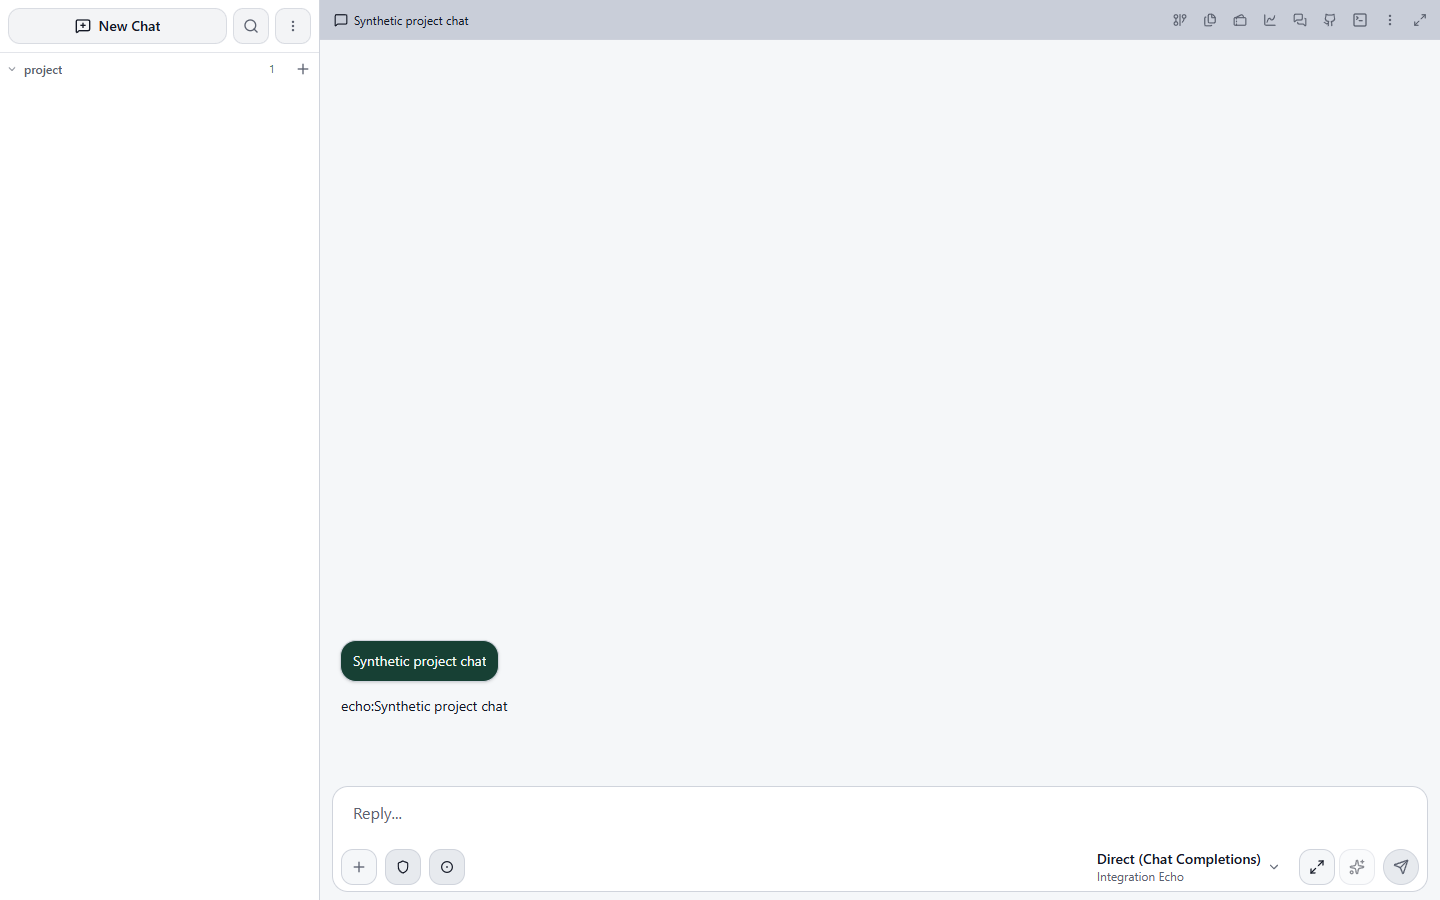 New Chat
project
1
Synthetic project chat
Synthetic project chat
echo:Synthetic project chat
Reply...
Direct (Chat Completions)
Integration Echo